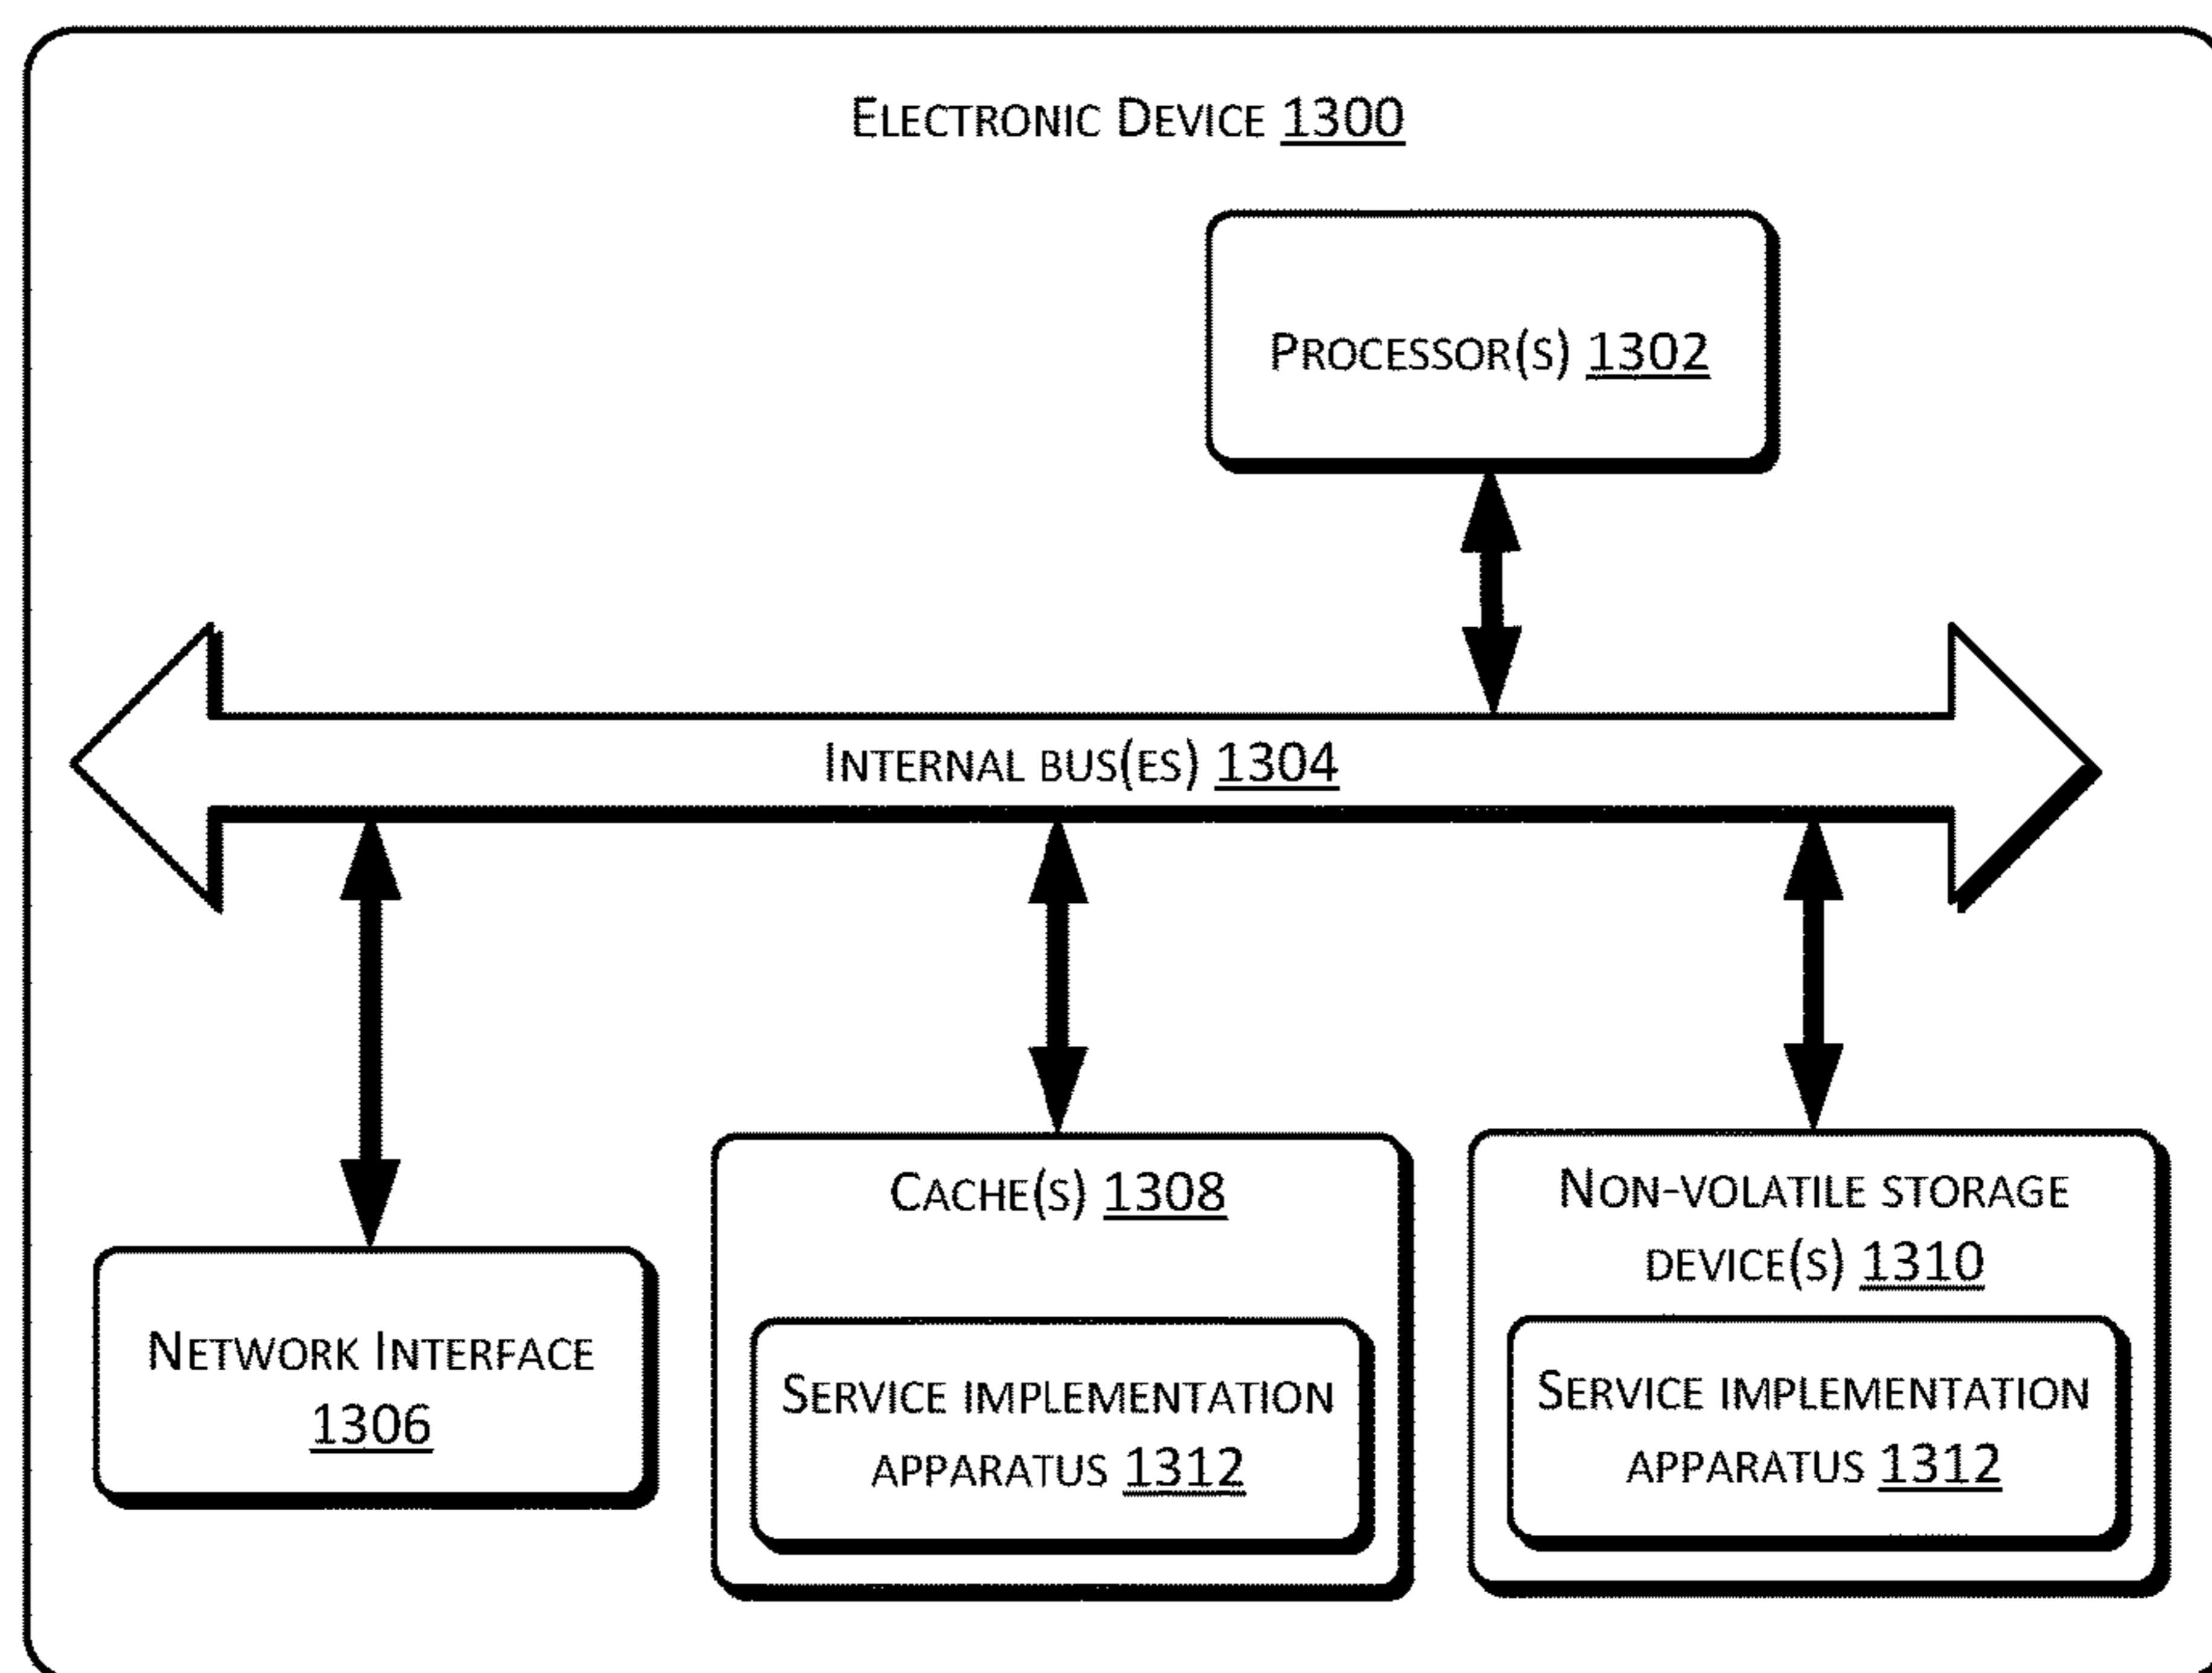 ELECTRONIC DEVICE 1300
PROCESSOR(S) 1302
INTERNAL BUS(ES) 1304
CACHE(S) 1308
NON-VOLATILE STORAGE
DEVICE(S) 1310
NETWORK INTERFACE
1306
SERVICE IMPLEMENTATION
APPARATUS 1312
SERVICE IMPLEMENTATION
APPARATUS 1312